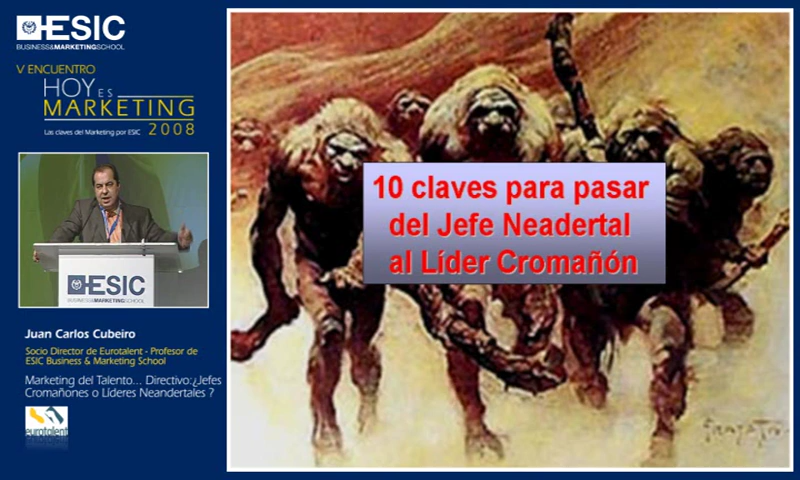 ESIC
BUSINESS&MARKETINGSCHOOL
V ENCUENTRO
HOY ES
MARKETING
Las claves del Marketing por ESIC 2008
ESIC
BUSINESS&MARKETINGSCHOOL
Juan Carlos Cubeiro
Socio Director de Eurotalent - Profesor de
ESIC Business & Marketing School
Marketing del Talento... Directivo:¿Jefes
Cromañones o Líderes Neandertales ?
eurotalent
10 claves para pasar
del Jefe Neadertal
al Líder Cromañón